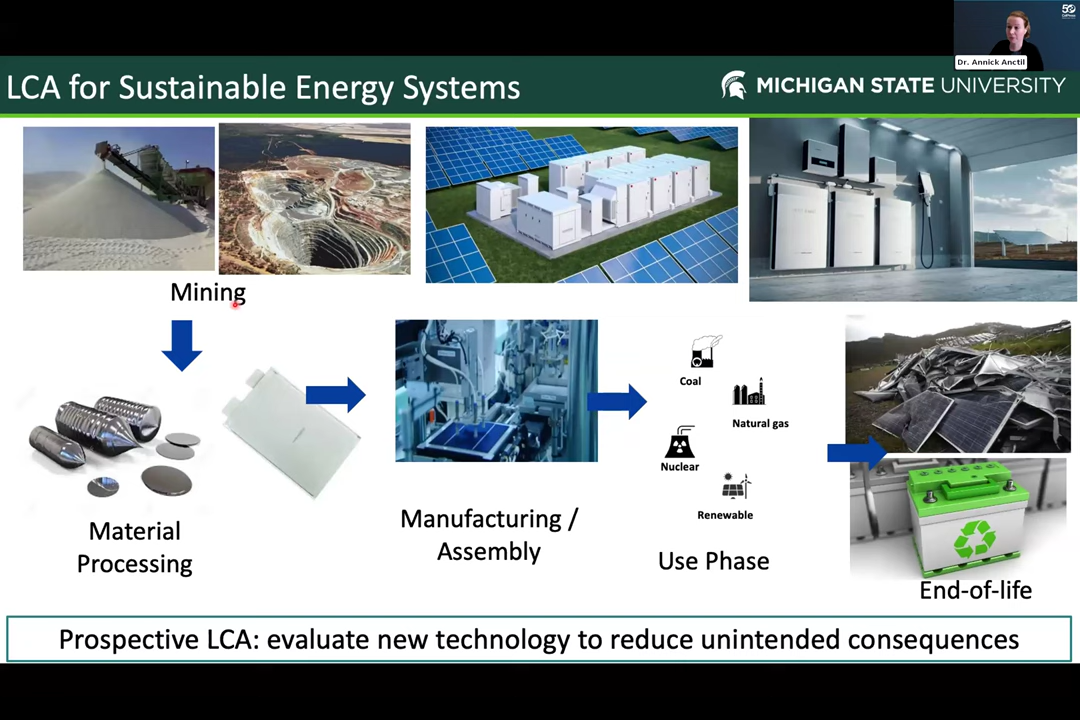 50
Dr. Annick Anctil
LCA for Sustainable Energy Systems
MICHIGAN STATE UNIVERSITY
Mining
Coal
Natural gas
Nuclear
Renewable
Material
Processing
Manufacturing /
Assembly
Use Phase
End-of-life
Prospective LCA: evaluate new technology to reduce unintended consequences